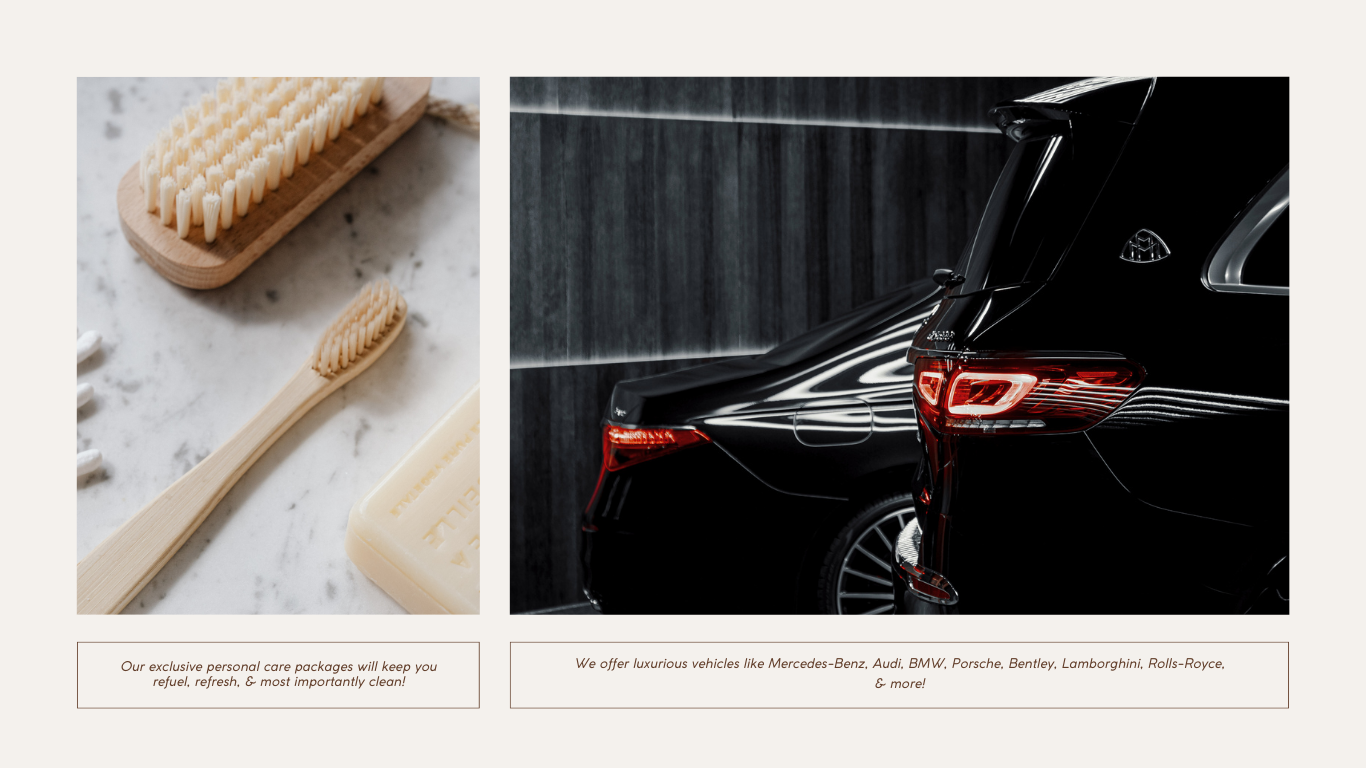 Our exclusive personal care packages will keep you
refuel, refresh, & most importantly clean!
We offer luxurious vehicles like Mercedes-Benz, Audi, BMW, Porsche, Bentley, Lamborghini, Rolls-Royce,
& more!